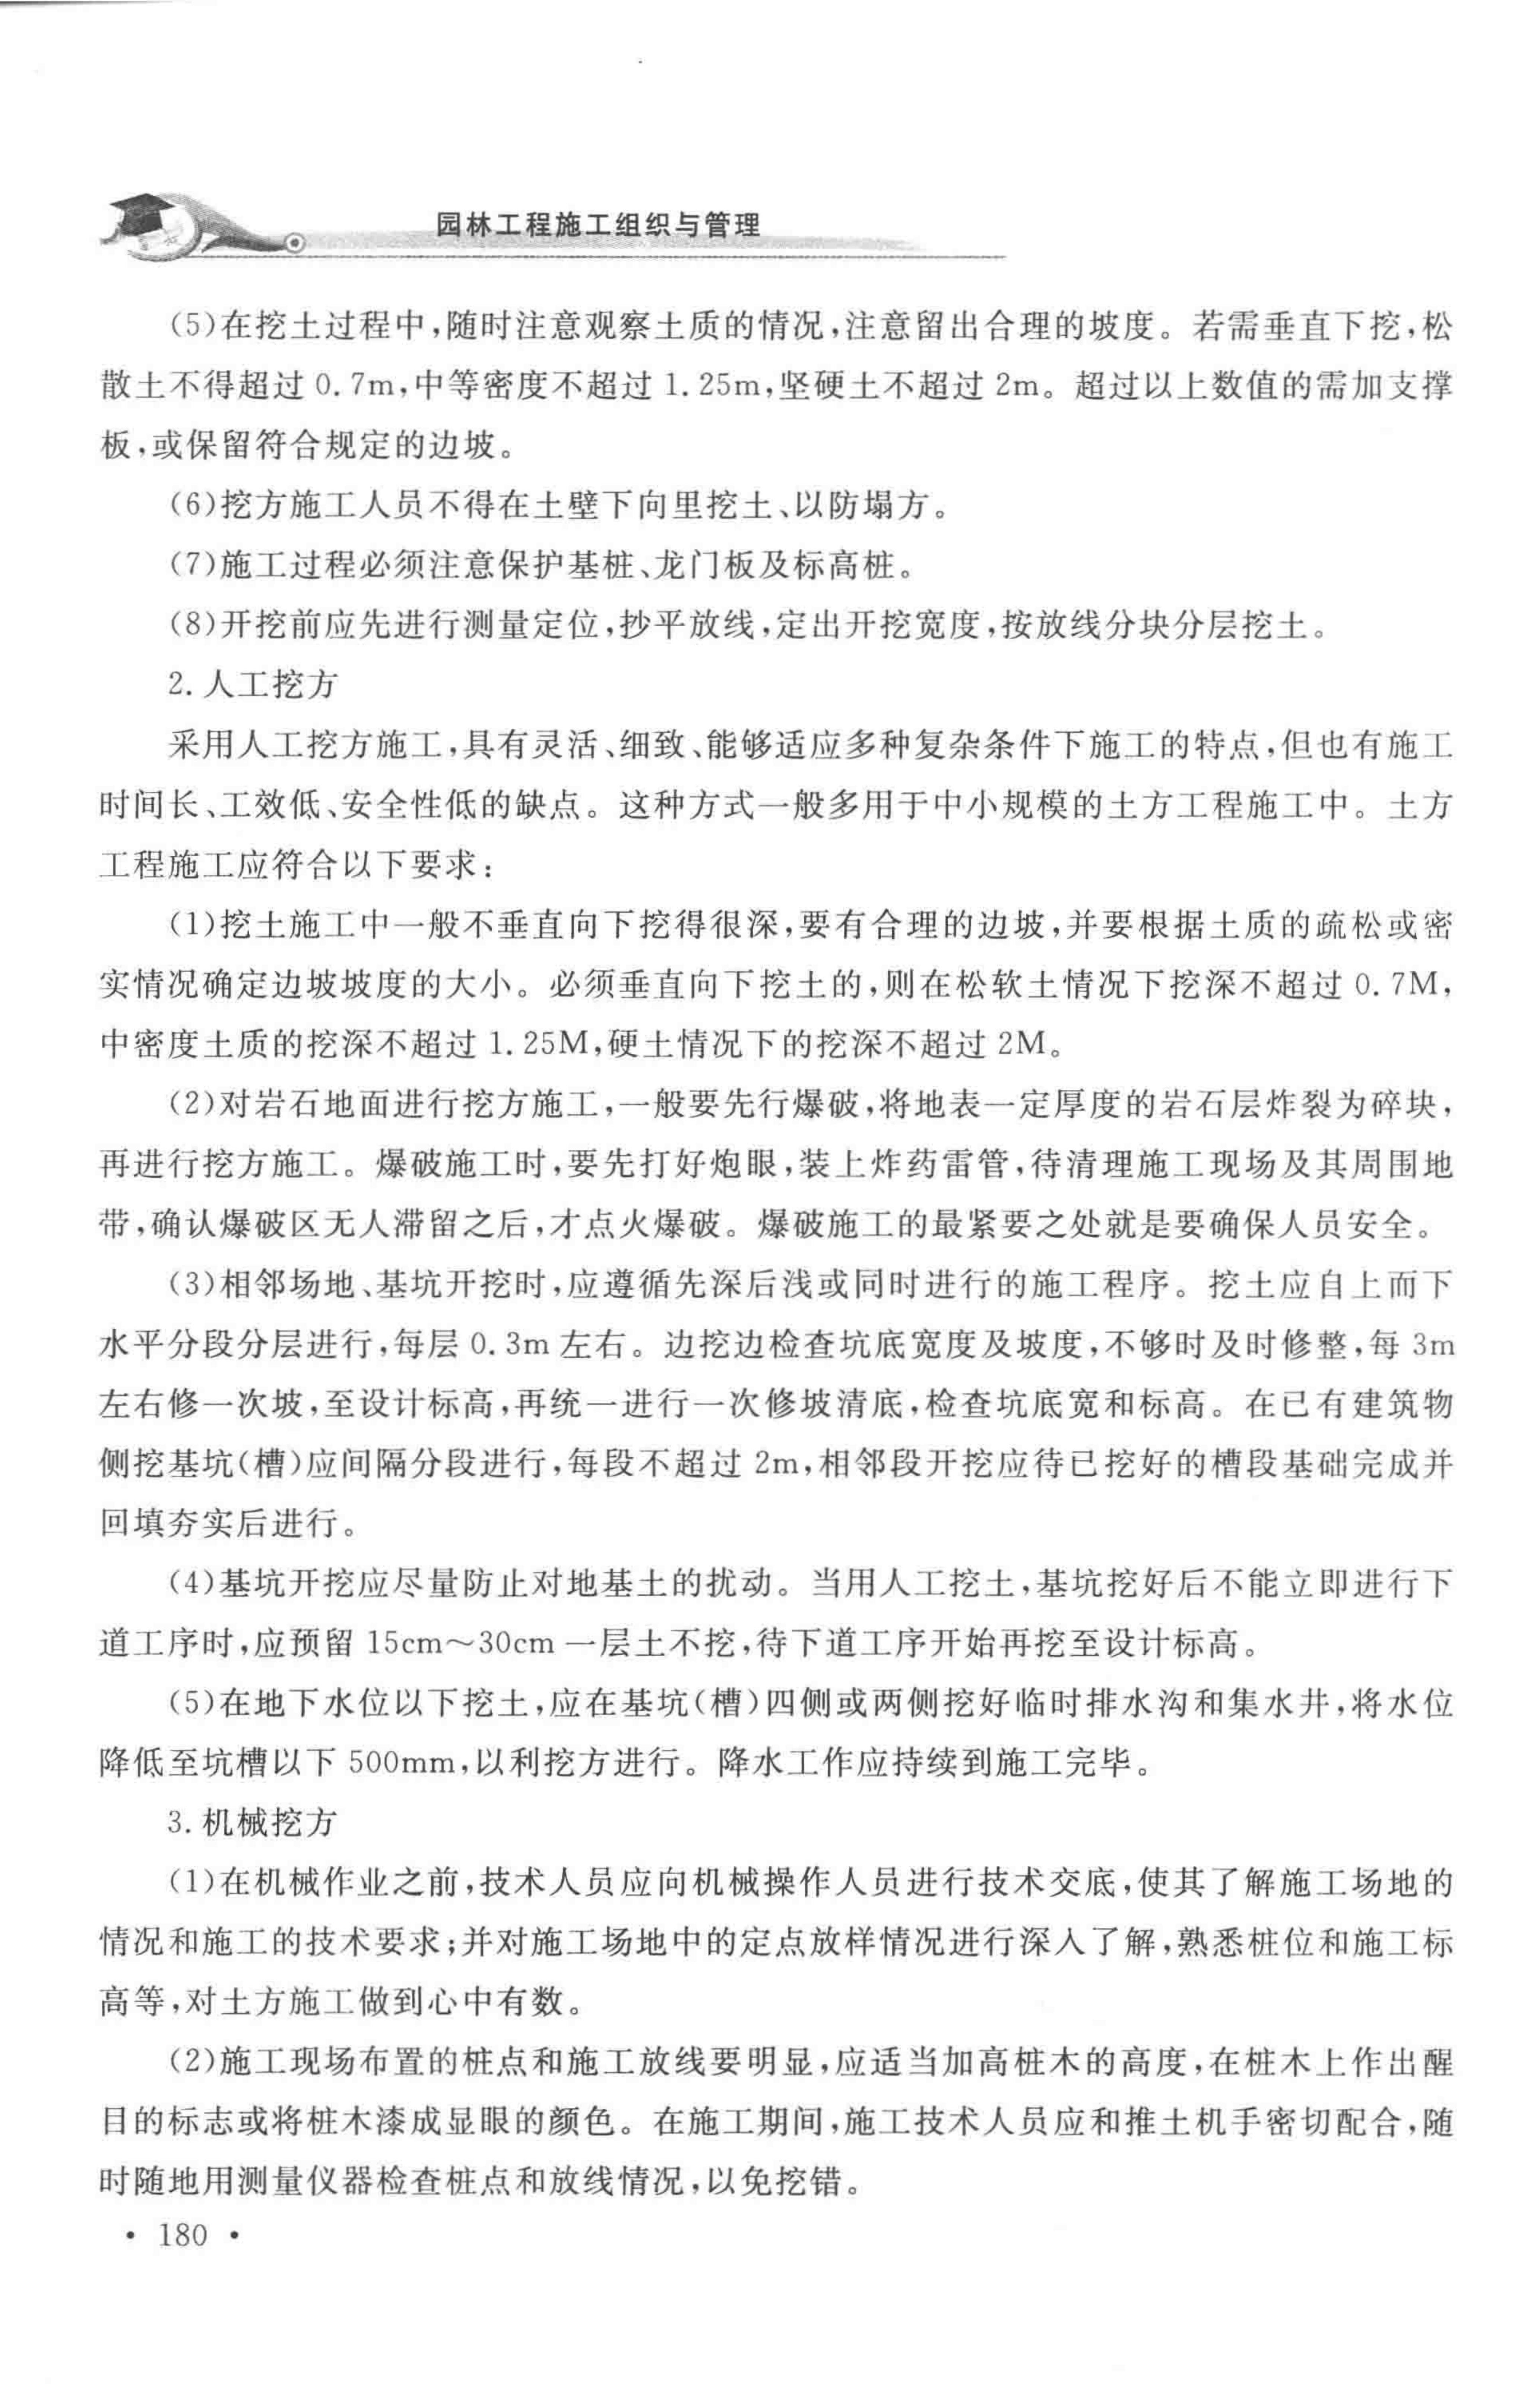 园林工程施工组织与管理
(5)在挖土过程中,随时注意观察土质的情况,注意留出合理的坡度。若需垂直下挖,松
散土不得超过 0.7m,中等密度不超过 1.25m,坚硬土不超过 2m。超过以上数值的需加支撑
板,或保留符合规定的边坡。
(6)挖方施工人员不得在土壁下向里挖土、以防塌方。
(7)施工过程必须注意保护基桩、龙门板及标高桩。
(8)开挖前应先进行测量定位,抄平放线,定出开挖宽度,按放线分块分层挖土。
2.人工挖方
采用人工挖方施工,具有灵活、细致、能够适应多种复杂条件下施工的特点,但也有施工
时间长、工效低、安全性低的缺点。这种方式一般多用于中小规模的土方工程施工中。土方
工程施工应符合以下要求:
(1)挖土施工中一般不垂直向下挖得很深,要有合理的边坡,并要根据土质的疏松或密
实情况确定边坡坡度的大小。必须垂直向下挖土的,则在松软土情况下挖深不超过 0.7M,
中密度土质的挖深不超过 1.25M,硬土情况下的挖深不超过 2M。
(2)对岩石地面进行挖方施工,一般要先行爆破,将地表一定厚度的岩石层炸裂为碎块,
再进行挖方施工。爆破施工时,要先打好炮眼,装上炸药雷管,待清理施工现场及其周围地
带,确认爆破区无人滞留之后,才点火爆破。爆破施工的最紧要之处就是要确保人员安全。
(3)相邻场地、基坑开挖时,应遵循先深后浅或同时进行的施工程序。挖土应自上而下
水平分段分层进行,每层 0.3m 左右。边挖边检查坑底宽度及坡度,不够时及时修整,每 3m
左右修一次坡,至设计标高,再统一进行一次修坡清底,检查坑底宽和标高。在已有建筑物
侧挖基坑(槽)应间隔分段进行,每段不超过 2m,相邻段开挖应待已挖好的槽段基础完成并
回填夯实后进行。
(4)基坑开挖应尽量防止对地基土的扰动。当用人工挖土,基坑挖好后不能立即进行下
道工序时,应预留 15cm～30cm 一层土不挖,待下道工序开始再挖至设计标高。
(5)在地下水位以下挖土,应在基坑(槽)四侧或两侧挖好临时排水沟和集水井,将水位
降低至坑槽以下 500mm,以利挖方进行。降水工作应持续到施工完毕。
3.机械挖方
(1)在机械作业之前,技术人员应向机械操作人员进行技术交底,使其了解施工场地的
情况和施工的技术要求;并对施工场地中的定点放样情况进行深入了解,熟悉桩位和施工标
高等,对土方施工做到心中有数。
(2)施工现场布置的桩点和施工放线要明显,应适当加高桩木的高度,在桩木上作出醒
目的标志或将桩木漆成显眼的颜色。在施工期间,施工技术人员应和推土机手密切配合,随
时随地用测量仪器检查桩点和放线情况,以免挖错。
· 180 ·